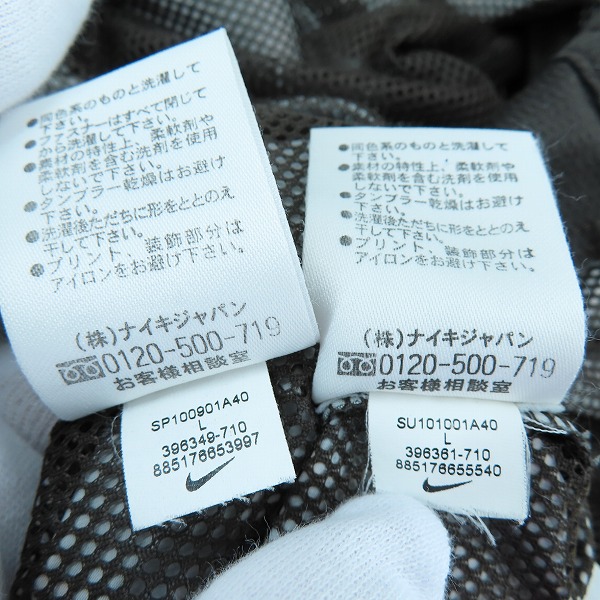 ●同色系のものと洗濯して
下さい。
●ファスナーはすべて閉じて
から洗濯して下さい。
●素材の特性上、柔軟剤や
柔軟剤を含む洗剤を使用
しないで下さい。
●タンブラー乾燥はお避け
下さい。
●洗濯後ただちに形をととのえ
干して下さい。
●プリント、装飾部分は
アイロンをお避け下さい。
(株)ナイキジャパン
0120-500-719
お客様相談室
SP100901A40
L
396349-710
885176653997
●同色系のものと洗濯して
下さい。
●素材の特性上、柔軟剤や
柔軟剤を含む洗剤を使用
しないで下さい。
●タンブラー乾燥はお避け
下さい。
●洗濯後ただちに形をととのえ
干して下さい。
●プリント、装飾部分は
アイロンをお避け下さい。
(株)ナイキジャパン
0120-500-719
お客様相談室
SU101001A40
L
396361-710
885176655540